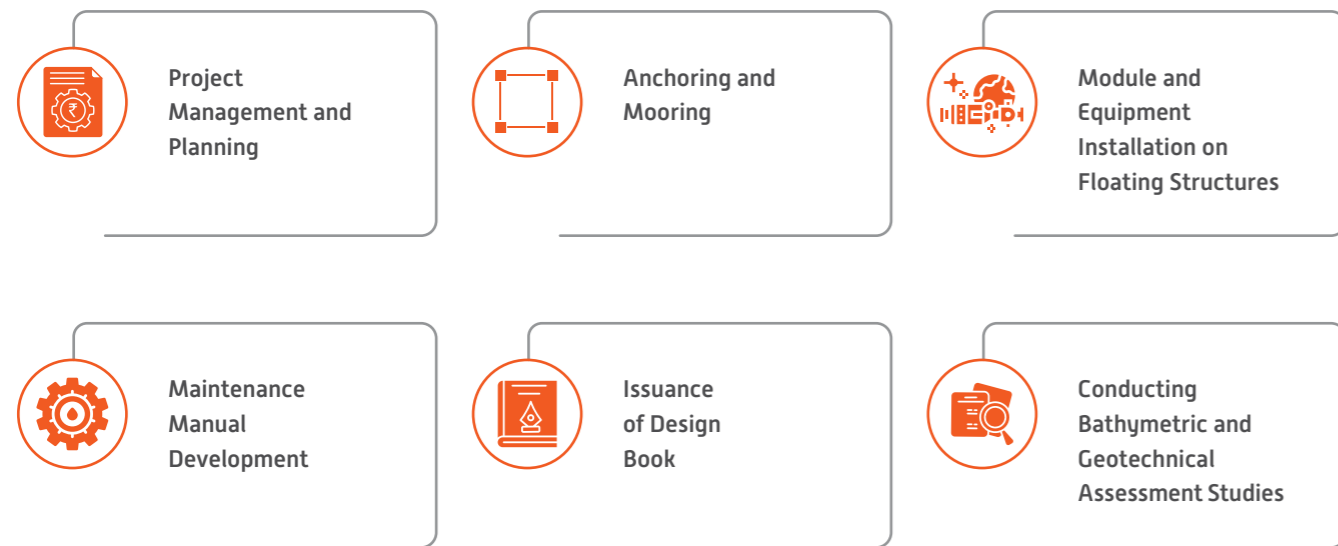 Project
Management and
Planning
Anchoring and
Mooring
Module and
Equipment
Installation on
Floating Structures
Maintenance
Manual
Development
Issuance
of Design
Book
Conducting
Bathymetric and
Geotechnical
Assessment Studies